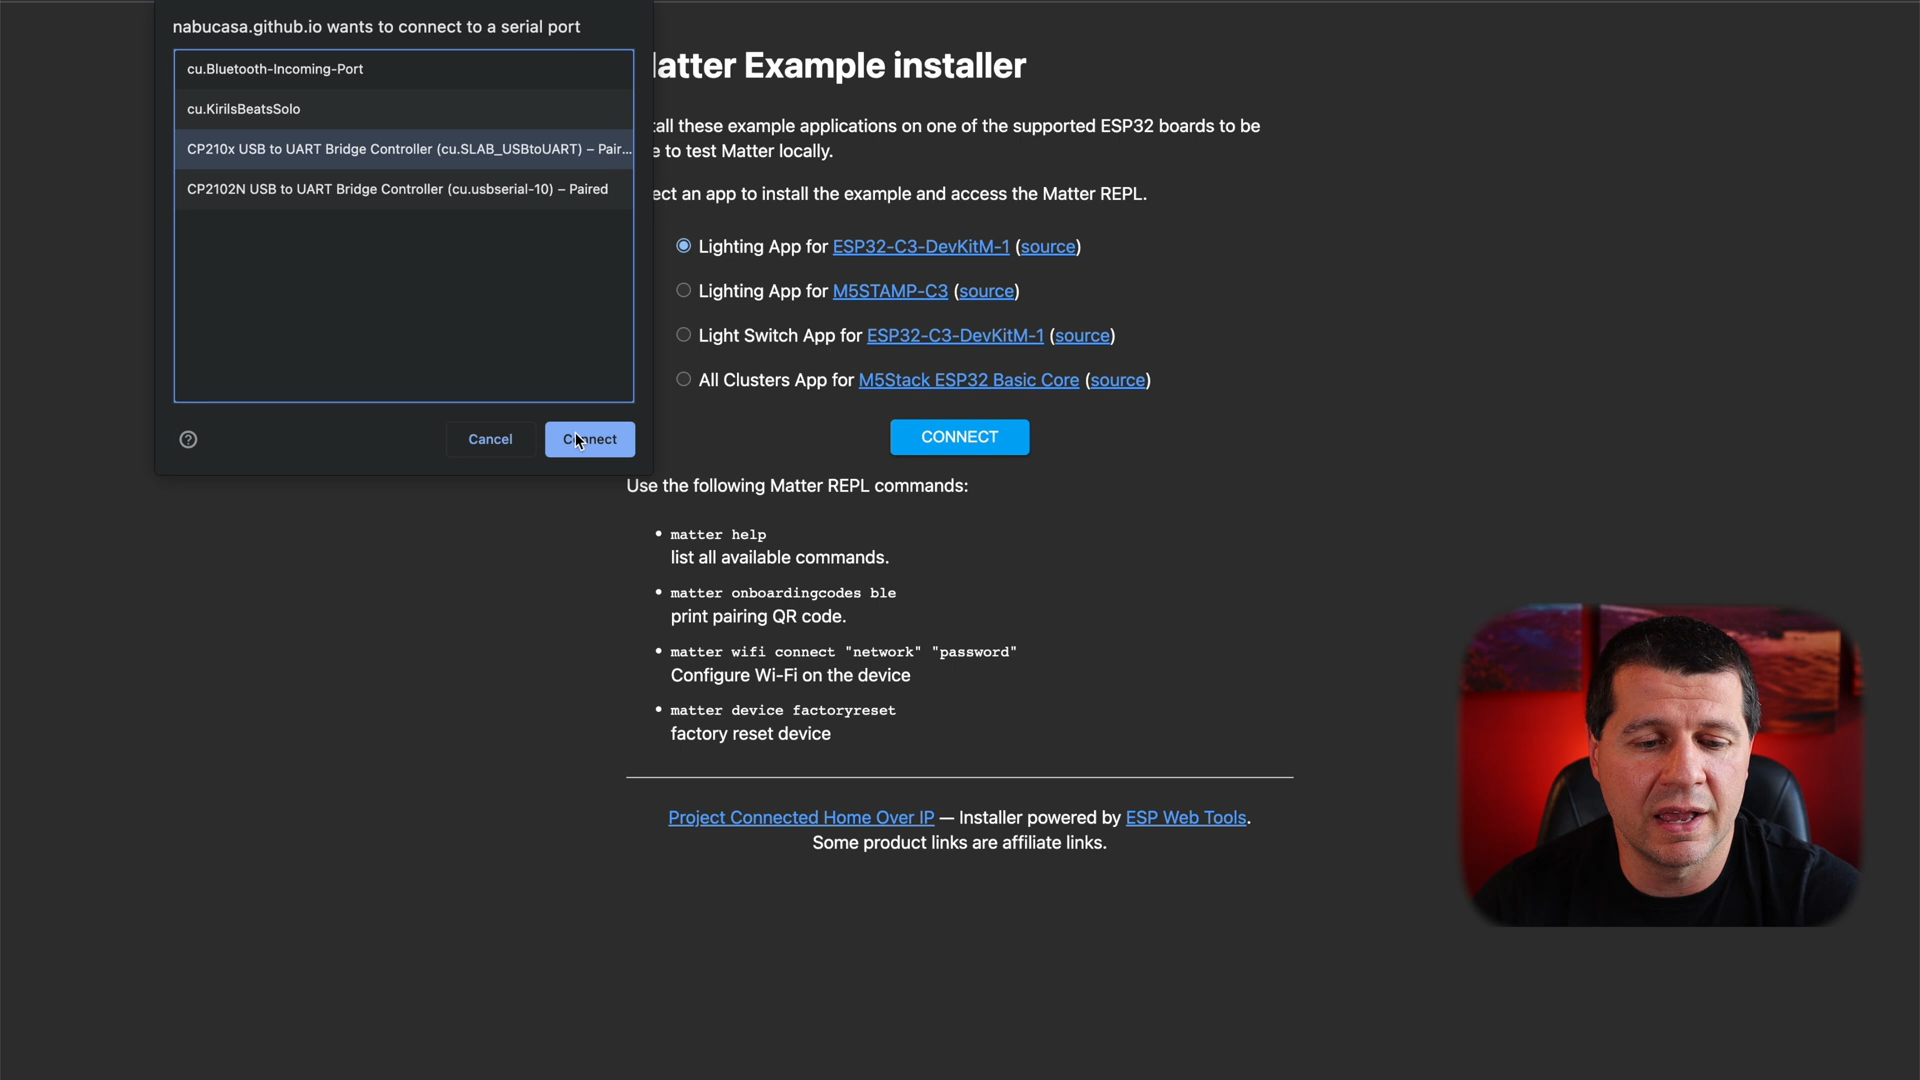 nabucasa.github.io wants to connect to a serial port
cu.Bluetooth-Incoming-Port
cu.KirilsBeatsSolo
CP210x USB to UART Bridge Controller (cu.SLAB_USBtoUART) – Pair...
CP2102N USB to UART Bridge Controller (cu.usbserial-10) – Paired
Cancel
Connect
atter Example installer
all these example applications on one of the supported ESP32 boards to be
e to test Matter locally.
ect an app to install the example and access the Matter REPL.
Lighting App for ESP32-C3-DevKitM-1 (source)
Lighting App for M5STAMP-C3 (source)
Light Switch App for ESP32-C3-DevKitM-1 (source)
All Clusters App for M5Stack ESP32 Basic Core (source)
CONNECT
Use the following Matter REPL commands:
• matter help
list all available commands.
• matter onboardingcodes ble
print pairing QR code.
• matter wifi connect "network" "password"
Configure Wi-Fi on the device
• matter device factoryreset
factory reset device
Project Connected Home Over IP — Installer powered by ESP Web Tools.
Some product links are affiliate links.